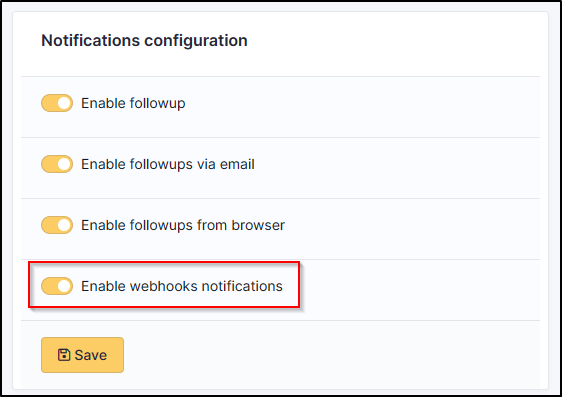 Notifications configuration
Enable followup
Enable followups via email
Enable followups from browser
Enable webhooks notifications
Save